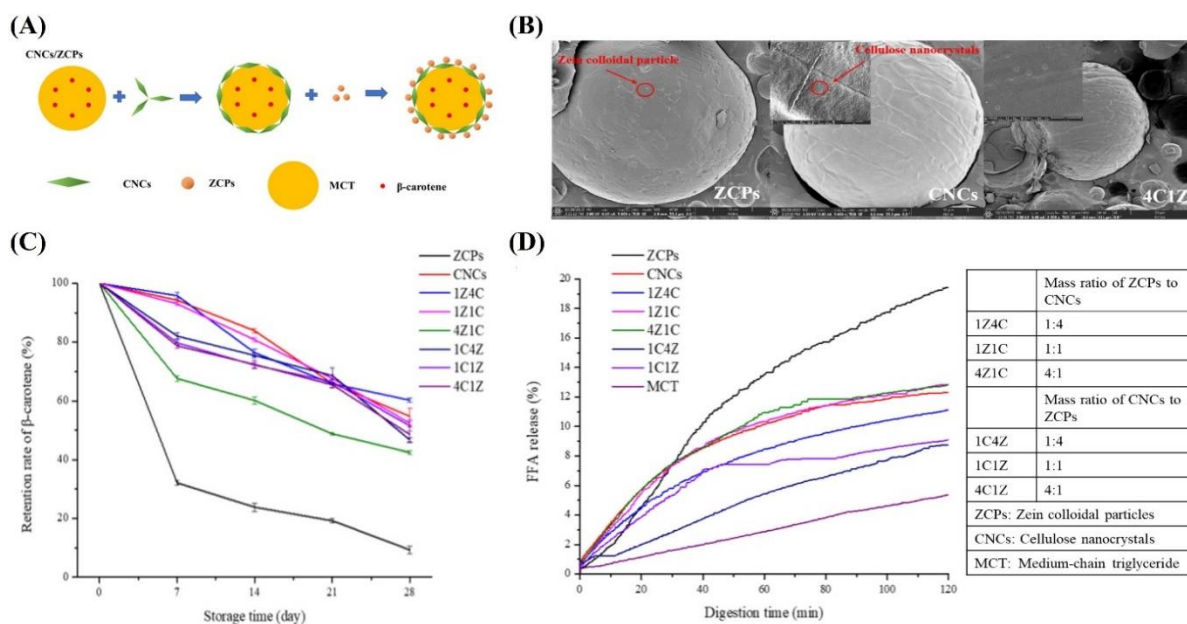 (A)
CNCs/ZCPs
CNCs
ZCPs
MCT
β-carotene
(B)
Zein colloidal particle
Cellulose nanocrystals
ZCPs
CNCs
4C1Z
(C)
ZCPs
CNCs
1Z4C
1Z1C
4Z1C
1C4Z
1C1Z
4C1Z
Retention rate of β-carotene (%)
100
80
60
40
20
0
0 7 14 21 28
Storage time (day)
(D)
ZCPs
CNCs
1Z4C
1Z1C
4Z1C
1C4Z
1C1Z
MCT
FFA release (%)
20
18
16
14
12
10
8
6
4
2
0
0 20 40 60 80 100 120
Digestion time (min)
Mass ratio of ZCPs to
CNCs
1Z4C 1:4
1Z1C 1:1
4Z1C 4:1
Mass ratio of CNCs to
ZCPs
1C4Z 1:4
1C1Z 1:1
4C1Z 4:1
ZCPs: Zein colloidal particles
CNCs: Cellulose nanocrystals
MCT: Medium-chain triglyceride